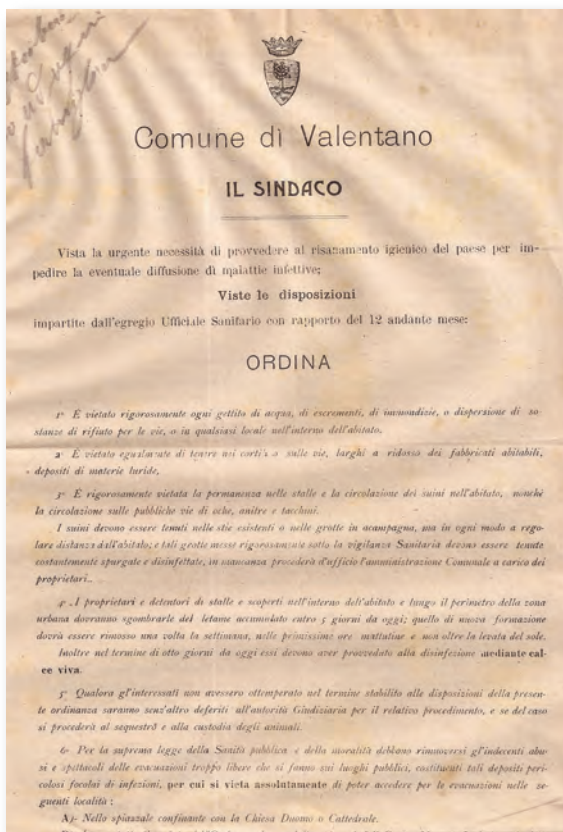 Comune di Valentano
IL SINDACO
Vista la urgente necessità di provvedere al risanamento igienico del paese per im-
pedire la eventuale diffusione di malattie infettive;
Viste le disposizioni
impartite dall'egregio Ufficiale Sanitario con rapporto del 12 andante mese:
ORDINA
1° È vietato rigorosamente ogni gettito di acqua, di escrementi, di immondizie, o dispersione di so-
stanze di rifiuto per le vie, o in qualsiasi locale nell'interno dell'abitato,
2° È vietato egualmente di tenere nei cortili o sulle vie, larghi a ridosso dei fabbricati abitabili,
depositi di materie luride,
3° È rigorosamente vietata la permanenza nelle stalle e la circolazione dei suini nell'abitato, nonchè
la circolazione sulle pubbliche vie di oche, anitre e tacchini.
I suini devono essere tenuti nelle stie esistenti o nelle grotte in acampagna, ma in ogni modo a rego-
lare distanza dall'abitato; e tali grotte messe rigorosamente sotto la vigilanza Sanitaria devono essere tenute
costantemente spurgate e disinfettate, in mancanza procederà d'ufficio l'amministrazione Comunale a carico dei
proprietari..
4° I proprietari e detentori di stalle e scoperti nell'interno dell'abitato e lungo il perimetro della zona
urbana dovranno sgombrarle del letame accumolato entro 5 giorni da oggi; quello di nuova formazione
dovrà essere rimosso una volta la settimana, nelle primissime ore mattutine e non oltre la levata del sole.
Inoltre nel termine di otto giorni da oggi essi devono aver provvedato alla disinfezione mediante cal-
ce viva.
5° Qualora gl'interessati non avessero ottemperato nel termine stabilito alle disposizioni della presen-
te ordinanza saranno senz'altro deferiti all'autorità Giudiziaria per il relativo procedimento, e se del caso
si procederà al sequestro e alla custodia degli animali.
6° Per la suprema legge della Sanità pubblica e della moralità debbano rimuoversi gl'indecenti abu-
si e spettacoli delle evacuazioni troppo libere che si fanno sui luoghi pubblici, costituenti tali depositi peri-
colosi focolai di infezioni, per cui si vieta assolutamente di poter accedere per le evacuazioni nelle se-
guenti località :
A)- Nello spiazzale confinante con la Chiesa Duomo o Cattedrale.